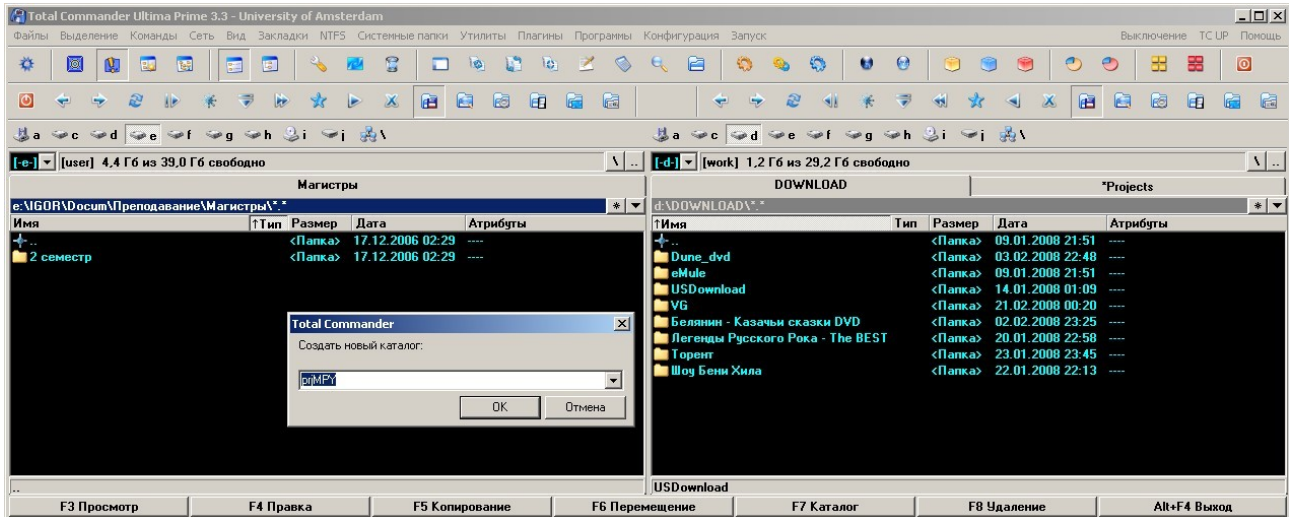 Total Commander Ultima Prime 3.3 - University of Amsterdam
Файлы Выделение Команды Сеть Вид Закладки NTFS Системные папки Утилиты Плагины Программы Конфигурация Запуск Выключение TC UP Помощь
a c d e f g h i j \ a c d e f g h i j \
[-e-] [user] 4,4 Гб из 39,0 Гб свободно \ .. [-d-] [work] 1,2 Гб из 29,2 Гб свободно \ ..
Магистры DOWNLOAD *Projects
e:\IGOR\Docum\Преподавание\Магистры\*.* * d:\DOWNLOAD\*.* *
Имя ↑Тип Размер Дата Атрибуты ↑Имя Тип Размер Дата Атрибуты
.. <Папка> 17.12.2006 02:29 ---- .. <Папка> 09.01.2008 21:51 ----
2 семестр <Папка> 17.12.2006 02:29 ---- Dune_dvd <Папка> 03.02.2008 22:48 ----
eMule <Папка> 09.01.2008 21:51 ----
USDownload <Папка> 14.01.2008 01:09 ----
VG <Папка> 21.02.2008 00:20 ----
Белянин - Казачьи сказки DVD <Папка> 02.02.2008 23:25 ----
Легенды Русского Рока - The BEST <Папка> 20.01.2008 22:58 ----
Торент <Папка> 23.01.2008 23:45 ----
Шоу Бени Хила <Папка> 22.01.2008 22:13 ----
Total Commander
Создать новый каталог:
prjMPY
OK Отмена
.. USDownload
F3 Просмотр F4 Правка F5 Копирование F6 Перемещение F7 Каталог F8 Удаление Alt+F4 Выход